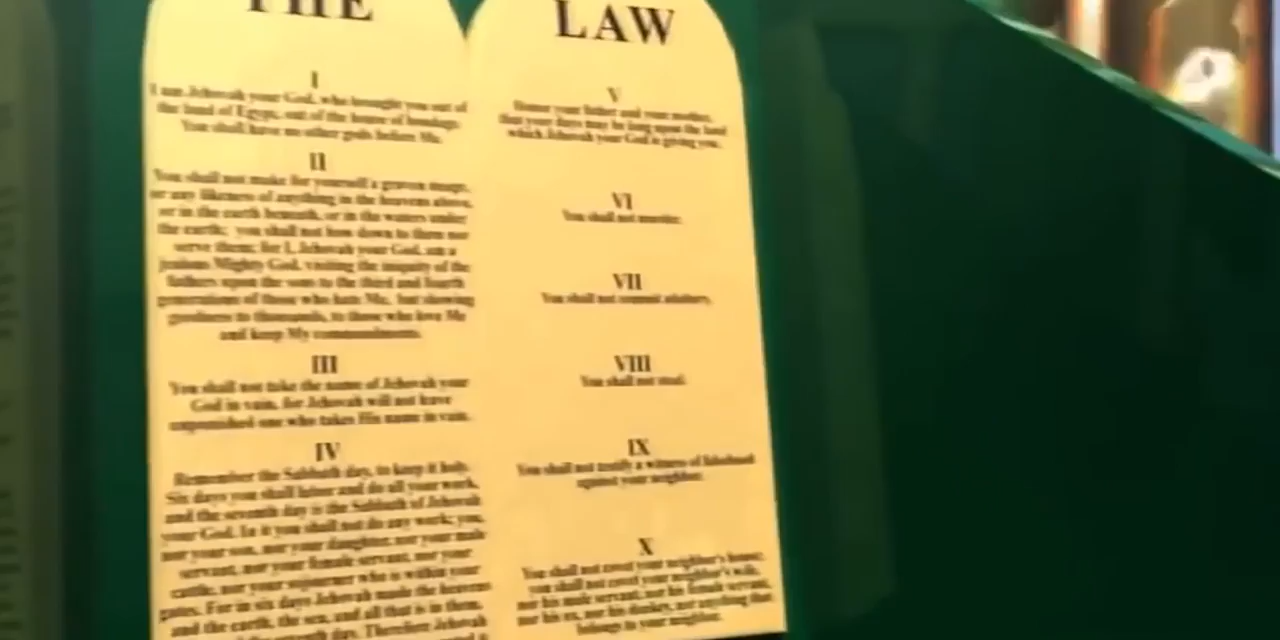 THE
I
I am Jehovah your God, who brought you out of
the land of Egypt, out of the house of bondage.
You shall have no other gods before Me.
II
You shall not make for yourself a graven image,
or any likeness of anything in the heavens above,
or in the earth beneath, or in the waters under
the earth; you shall not bow down to them nor
serve them; for I, Jehovah your God, am a
jealous Mighty God, visiting the iniquity of the
fathers upon the sons to the third and fourth
generations of those who hate Me, but showing
goodness to thousands, to those who love Me
and keep My commandments.
III
You shall not take the name of Jehovah your
God in vain, for Jehovah will not leave
unpunished one who takes His name in vain.
IV
Remember the Sabbath day, to keep it holy.
Six days you shall labor and do all your work,
and the seventh day is the Sabbath of Jehovah
your God. In it you shall not do any work; you,
nor your son, nor your daughter, nor your male
servant, nor your female servant, nor your
cattle, nor your sojourner who is within your
gates. For in six days Jehovah made the heavens
and the earth, the sea, and all that is in them,
seventh day. Therefore Jehovah
LAW
V
Honor your father and your mother,
that your days may be long upon the land
which Jehovah your God is giving you.
VI
You shall not murder.
VII
You shall not commit adultery.
VIII
You shall not steal.
IX
You shall not testify a witness of falsehood
against your neighbor.
X
You shall not covet your neighbor's house;
you shall not covet your neighbor's wife,
nor his male servant, nor his female servant,
nor his ox, nor his donkey, nor anything that
belongs to your neighbor.